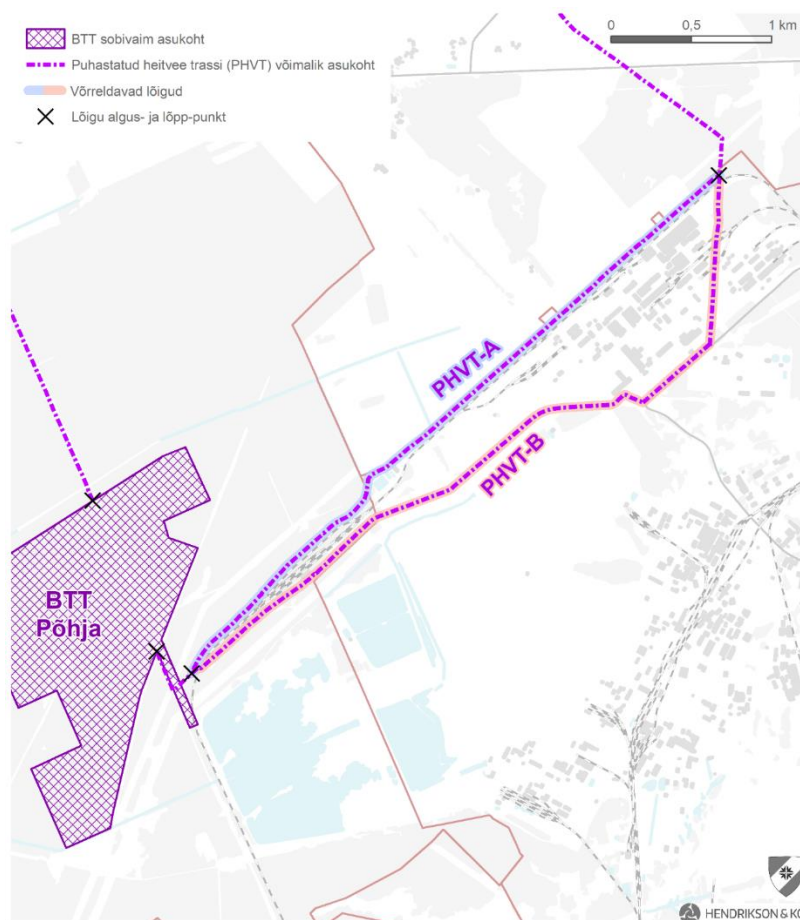 BTT sobivaim asukoht
Puhastatud heitvee trassi (PHVT) võimalik asukoht
Võrreldavad lõigud
Lõigu algus- ja lõpp-punkt
0 0,5 1 km
PHVT-A
PHVT-B
BTT
Põhja
HENDRIKSON & KO